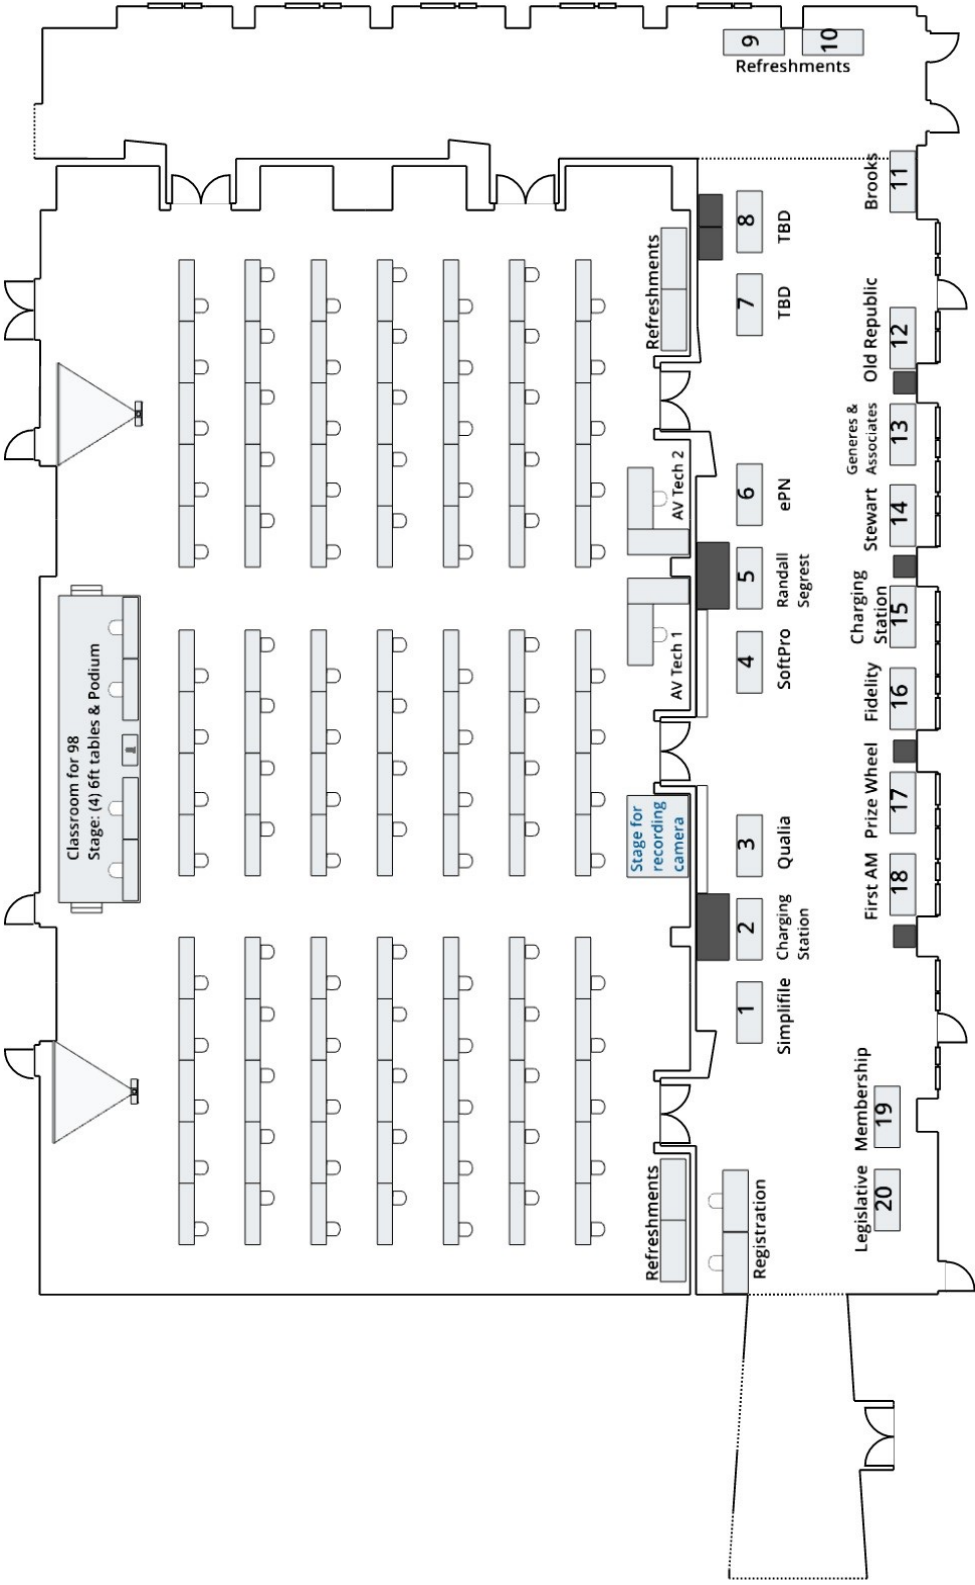 9
10
Refreshments
Brooks
11
8
TBD
7
TBD
Refreshments
Old Republic
12
Generes &
Associates
13
Stewart
14
AV Tech 2
6
ePN
5
Randall
Segrest
Charging
Station
15
AV Tech 1
4
SoftPro
Fidelity
16
Classroom for 98
Stage: (4) 6ft tables & Podium
Stage for
recording
camera
3
Qualia
Prize Wheel
17
First AM
18
2
Charging
Station
1
Simplifile
Membership
19
Legislative
20
Refreshments
Registration